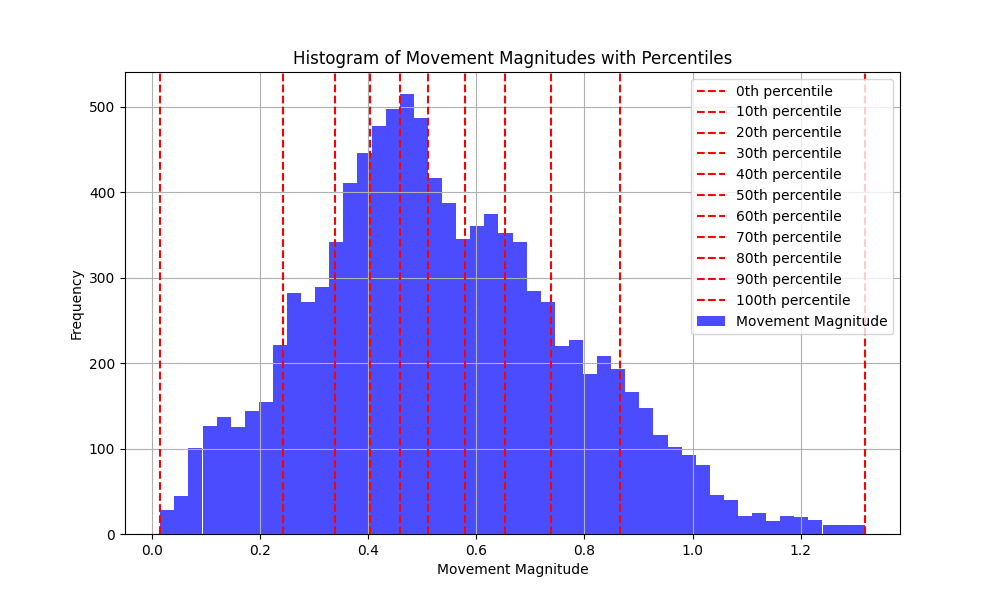 Histogram of Movement Magnitudes with Percentiles
Frequency
500
400
300
200
100
0
0th percentile
10th percentile
20th percentile
30th percentile
40th percentile
50th percentile
60th percentile
70th percentile
80th percentile
90th percentile
100th percentile
Movement Magnitude
0.0 0.2 0.4 0.6 0.8 1.0 1.2
Movement Magnitude